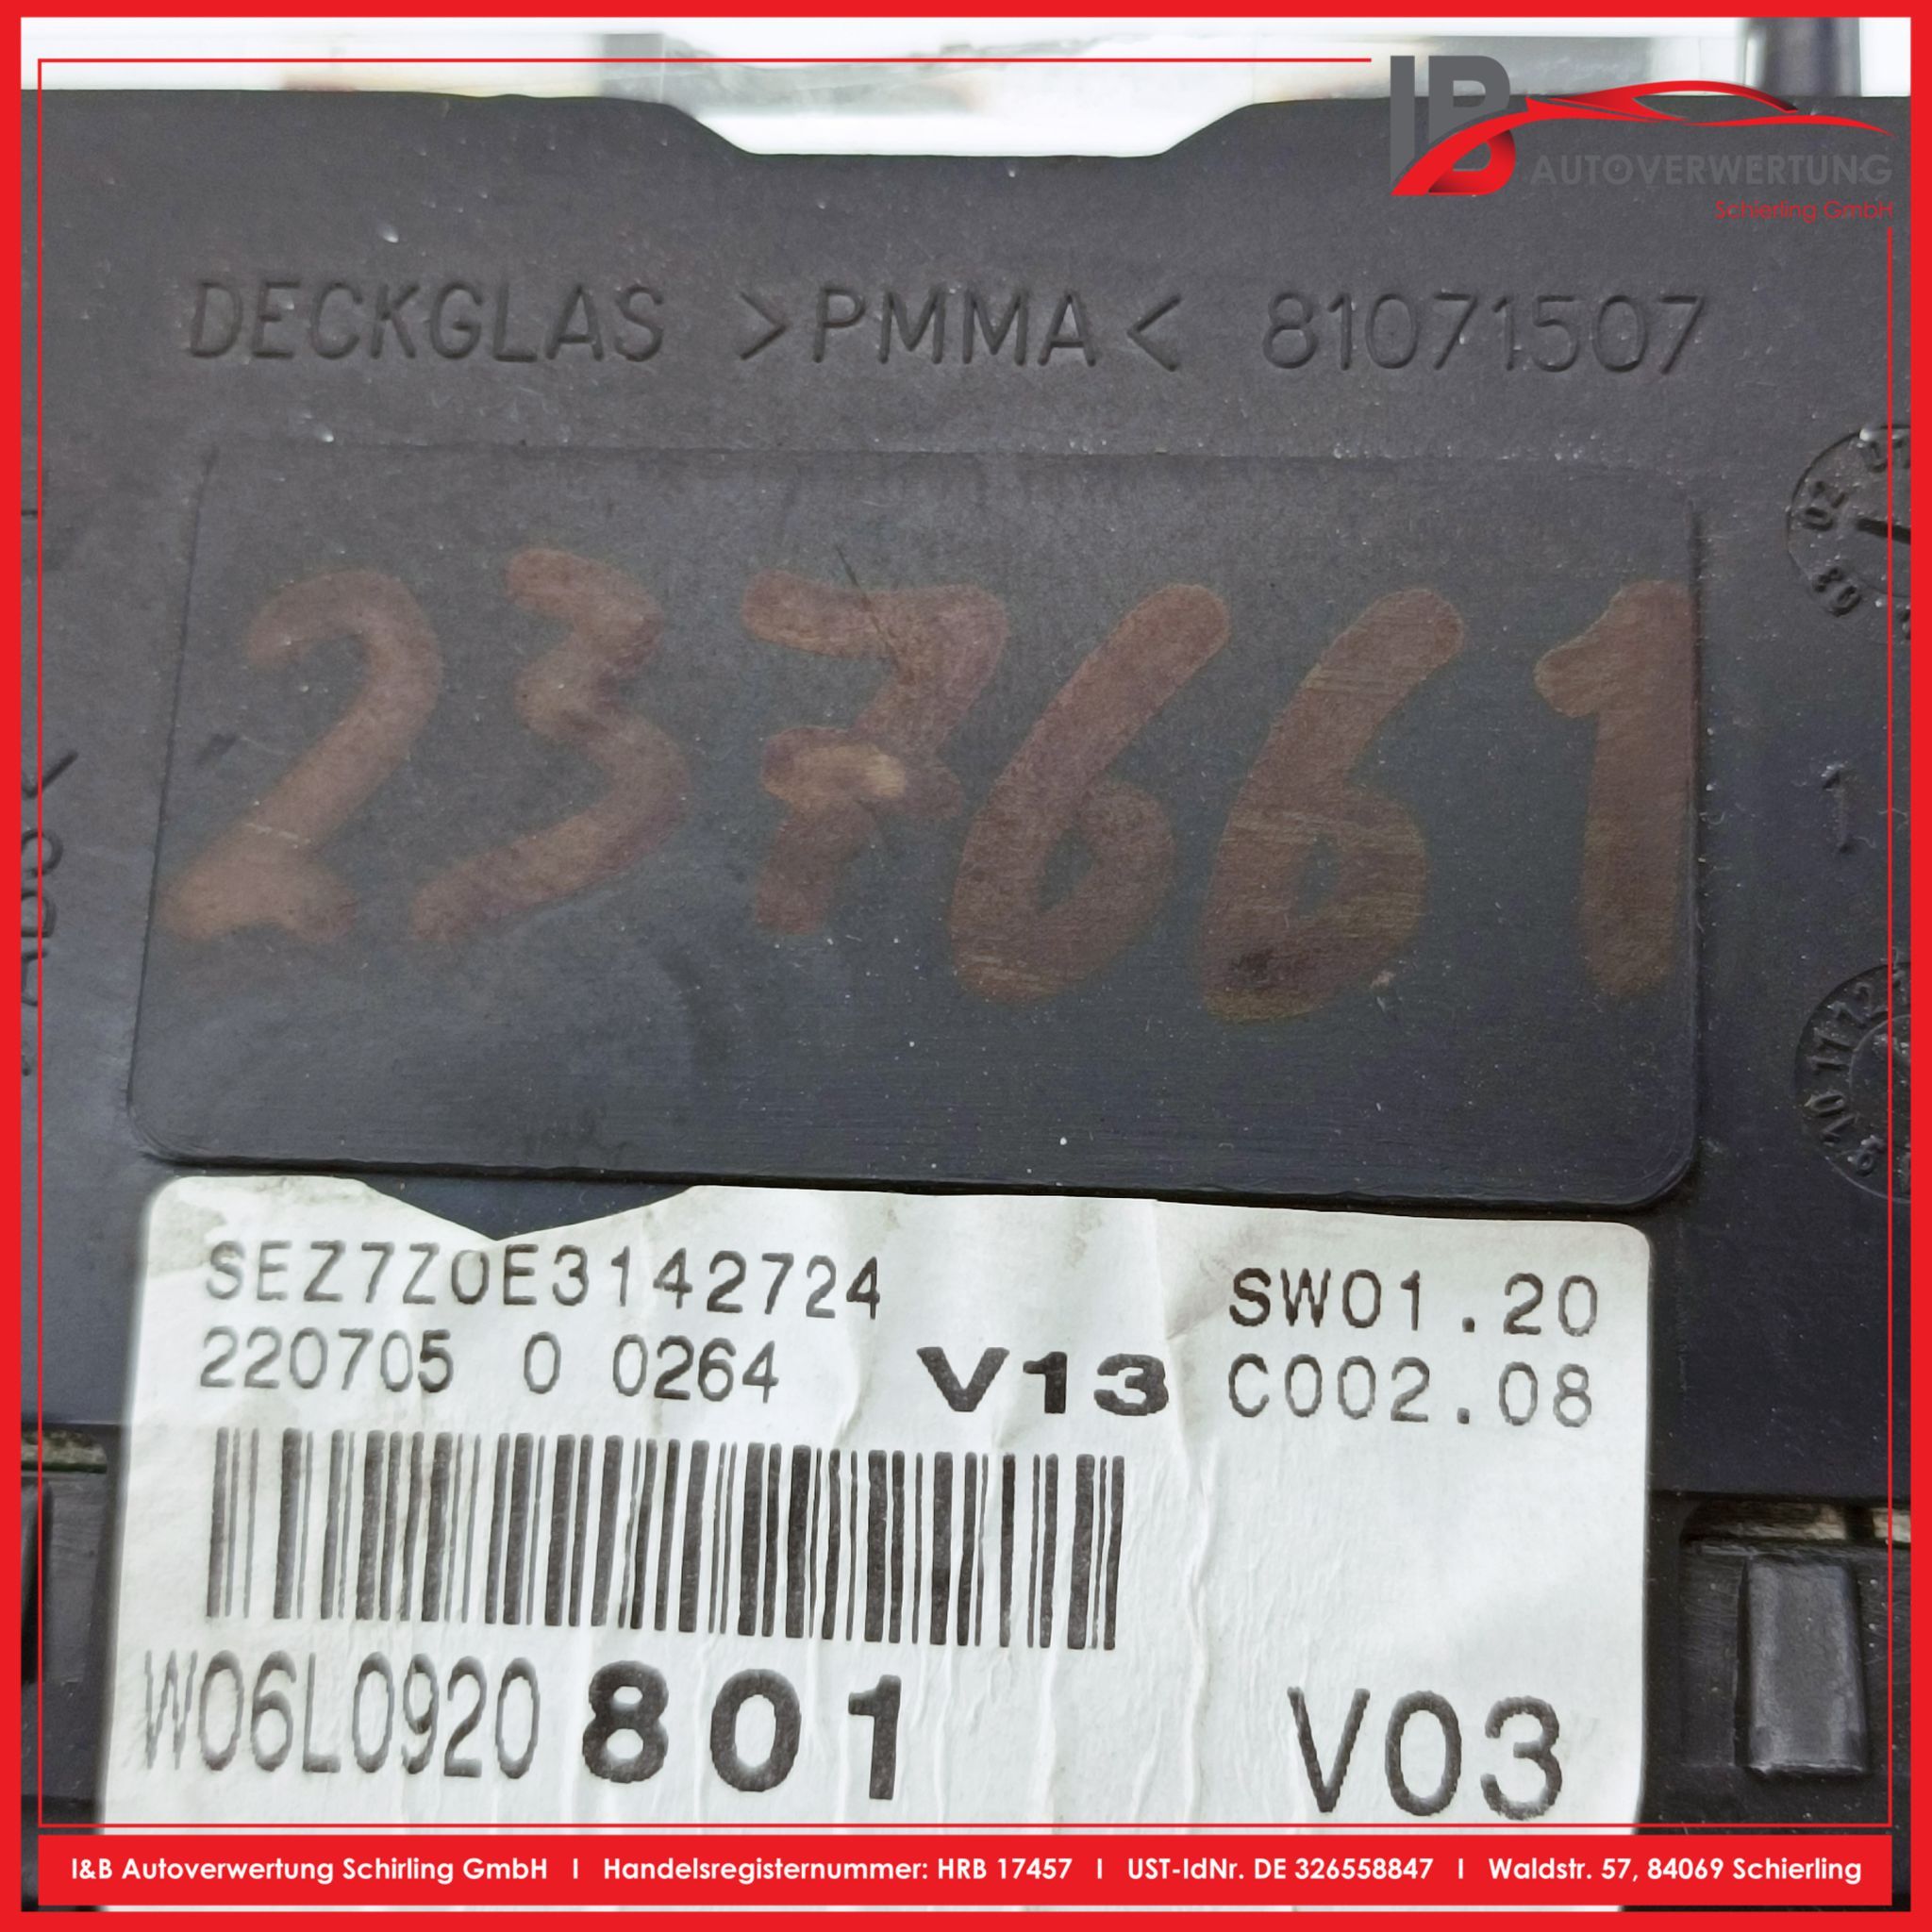 IB
AUTOVERWERTUNG
Schierling GmbH
DECKGLAS >PMMA< 81071507
237661
1
SEZ7Z0E3142724 SW01.20
220705 0 0264 V13 C002.08
W06L0920 801 V03
I&B Autoverwertung Schirling GmbH I Handelsregisternummer: HRB 17457 I UST-IdNr. DE 326558847 I Waldstr. 57, 84069 Schierling